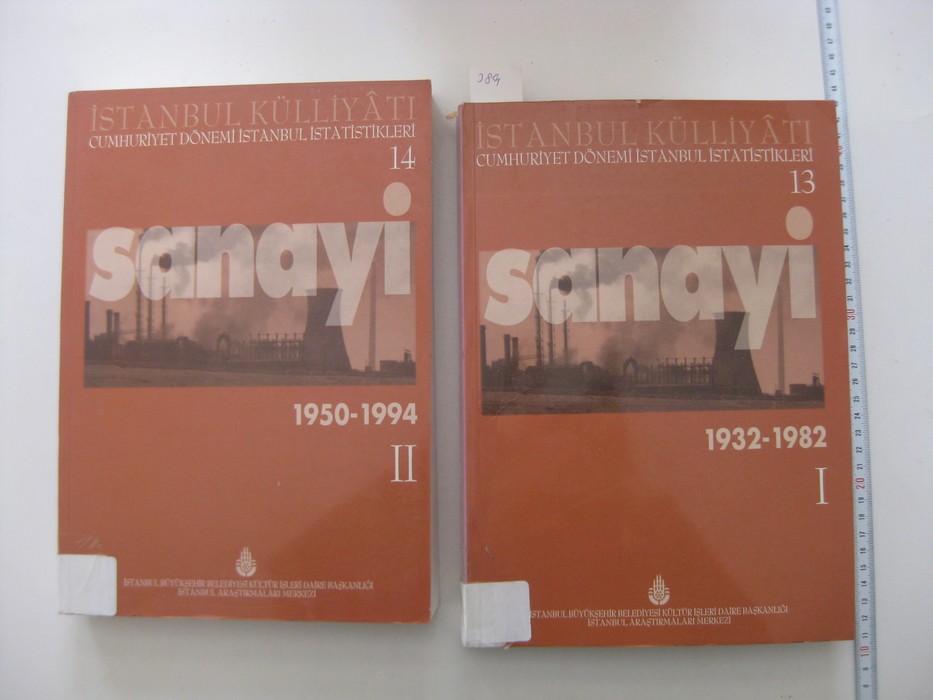 İSTANBUL KÜLLİYÂTI
CUMHURİYET DÖNEMİ İSTANBUL İSTATİSTİKLERİ
14
sanayi
1950-1994
II
İSTANBUL BÜYÜKŞEHİR BELEDİYESİ KÜLTÜR İŞLERİ DAİRE BAŞKANLIĞI
İSTANBUL ARAŞTIRMALARI MERKEZİ
İSTANBUL KÜLLİYÂTI
CUMHURİYET DÖNEMİ İSTANBUL İSTATİSTİKLERİ
13
sanayi
1932-1982
I
İSTANBUL BÜYÜKŞEHİR BELEDİYESİ KÜLTÜR İŞLERİ DAİRE BAŞKANLIĞI
İSTANBUL ARAŞTIRMALARI MERKEZİ